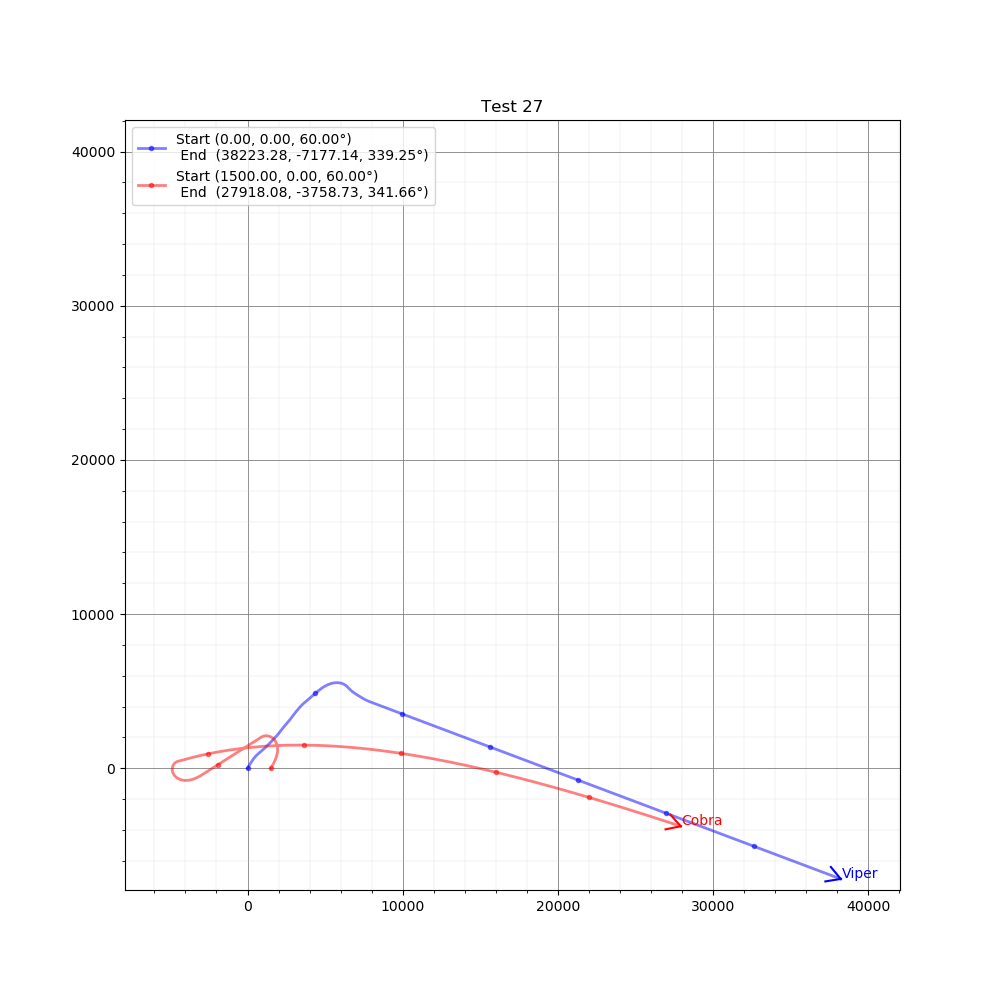 Test 27
Start (0.00, 0.00, 60.00°)
End (38223.28, -7177.14, 339.25°)
Start (1500.00, 0.00, 60.00°)
End (27918.08, -3758.73, 341.66°)
40000
30000
20000
10000
0
Cobra
Viper
0
10000
20000
30000
40000